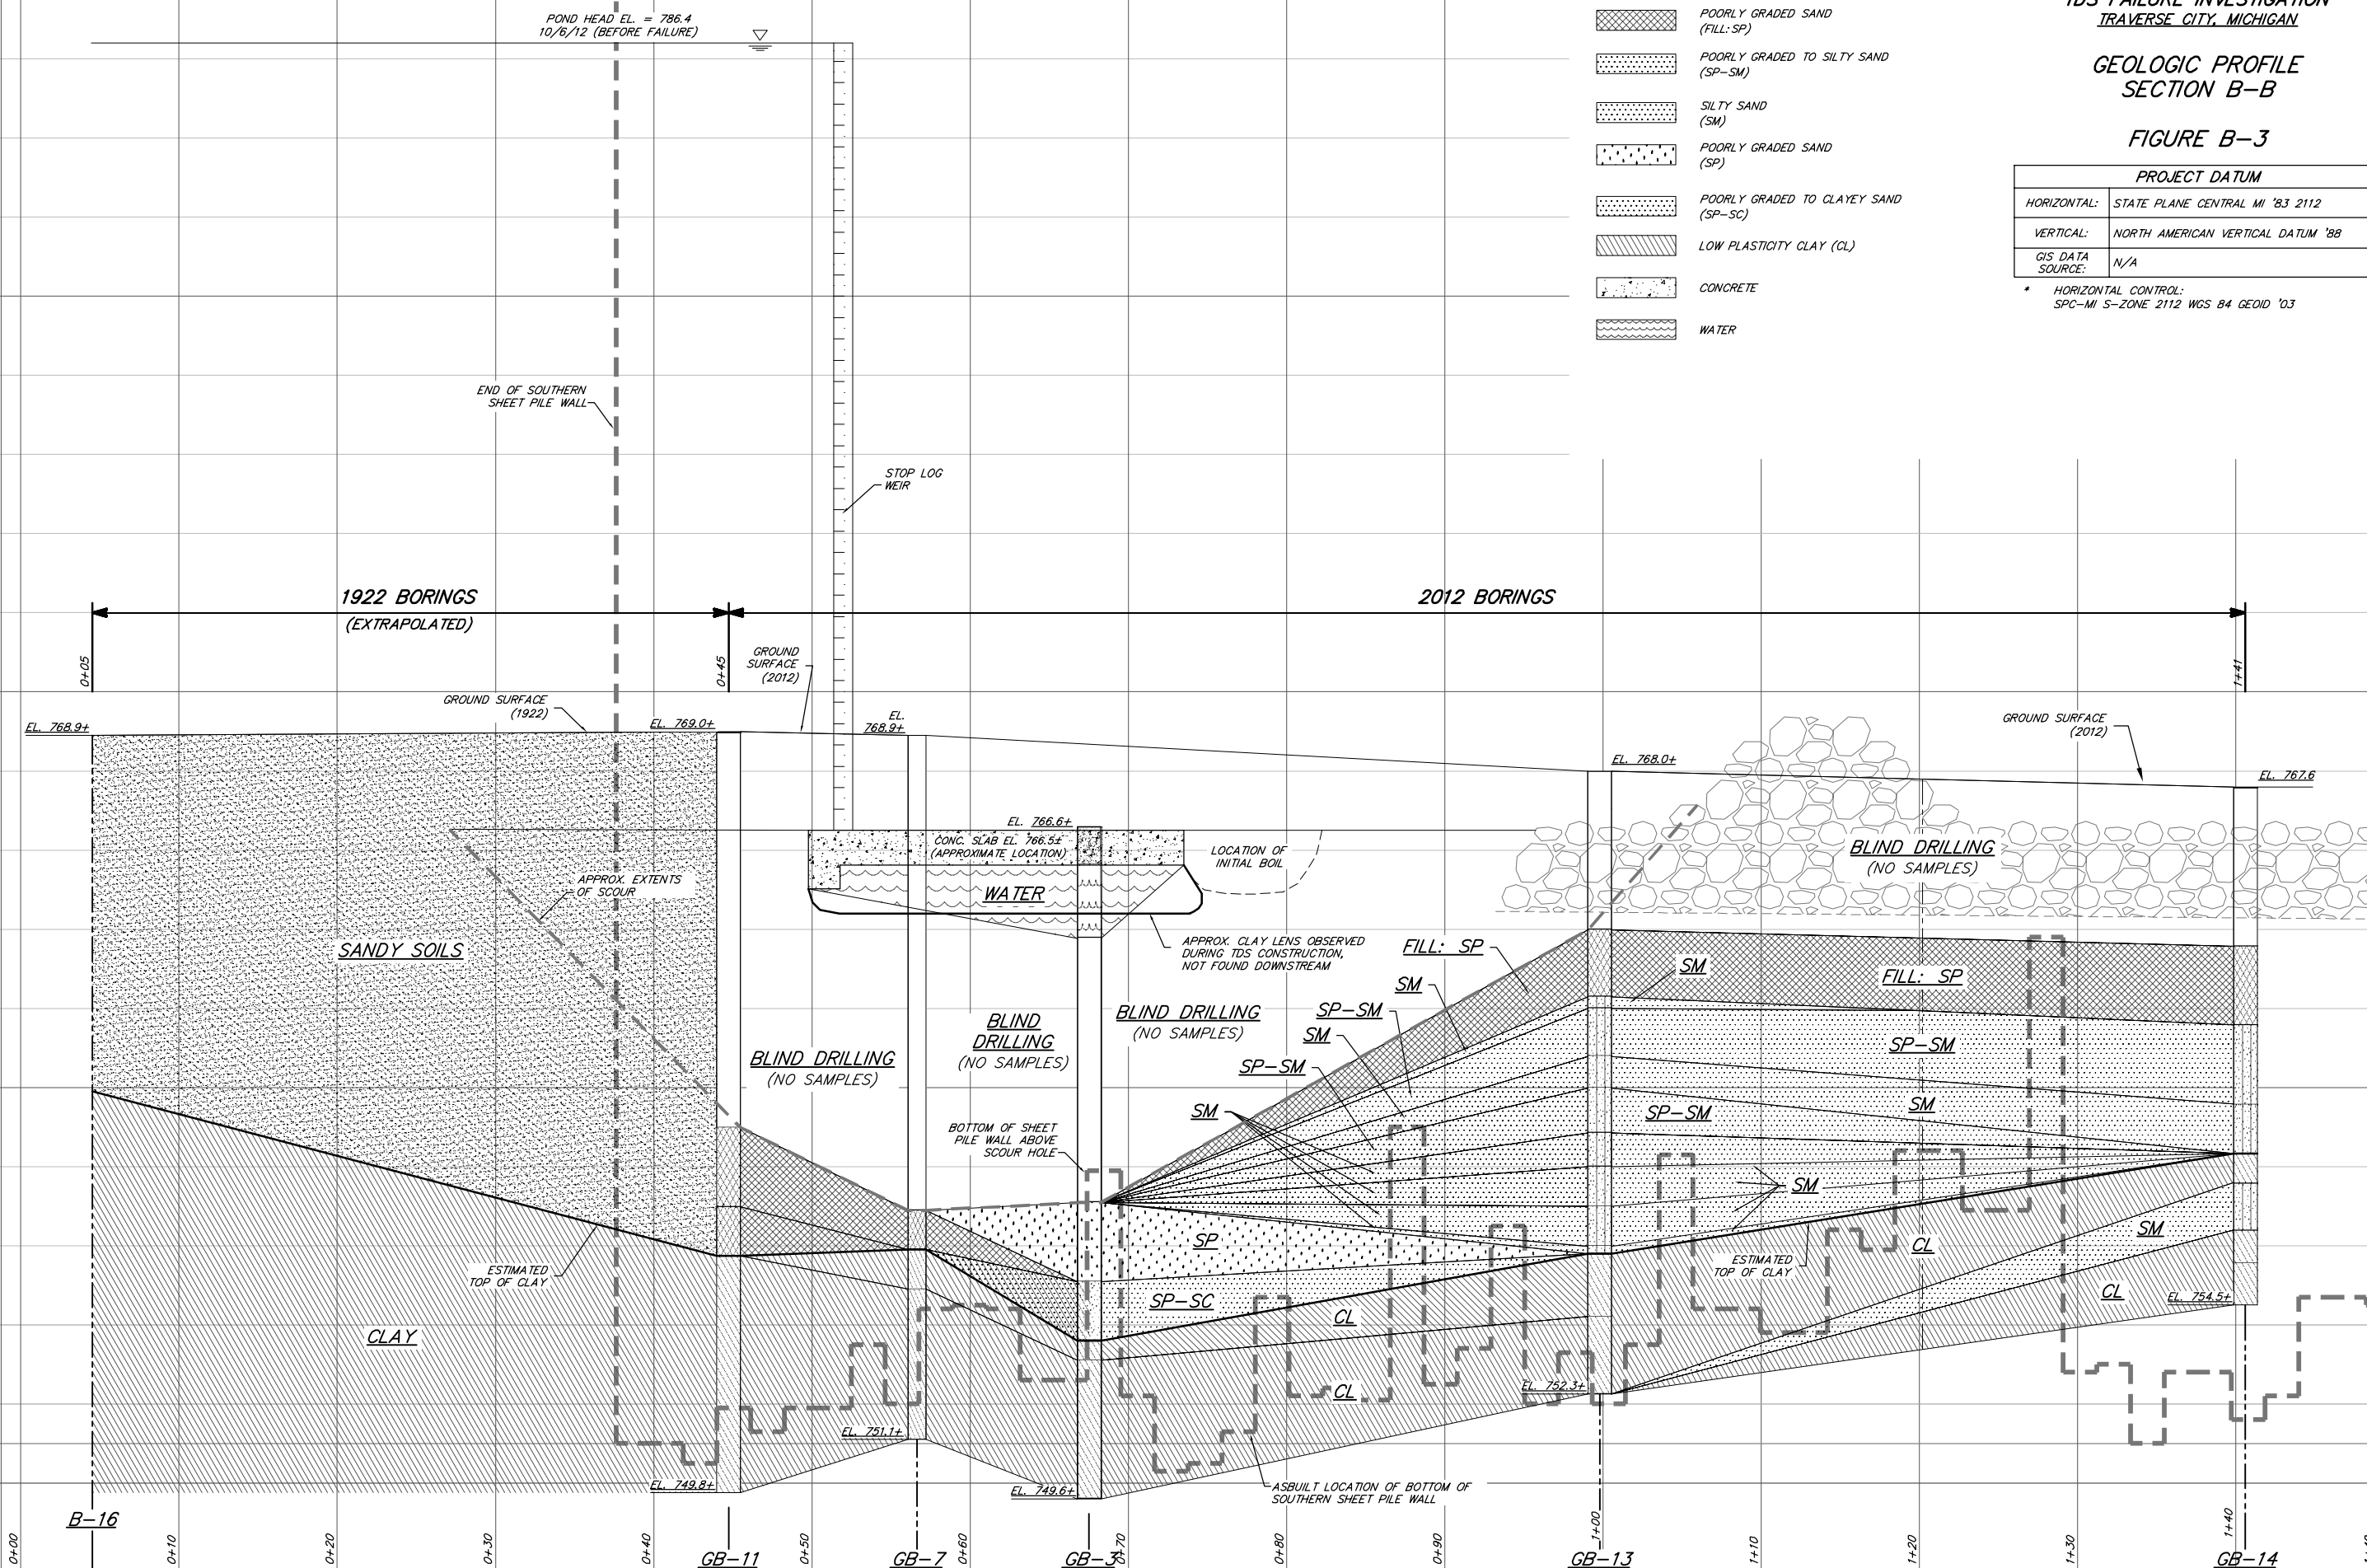 POND HEAD EL. = 786.4
10/6/12 (BEFORE FAILURE)
POORLY GRADED SAND
(FILL: SP)
POORLY GRADED TO SILTY SAND
(SP-SM)
SILTY SAND
(SM)
POORLY GRADED SAND
(SP)
POORLY GRADED TO CLAYEY SAND
(SP-SC)
LOW PLASTICITY CLAY (CL)
CONCRETE
WATER
TDS FAILURE INVESTIGATION
TRAVERSE CITY, MICHIGAN
GEOLOGIC PROFILE
SECTION B-B
FIGURE B-3
PROJECT DATUM
HORIZONTAL: STATE PLANE CENTRAL MI '83 2112
VERTICAL: NORTH AMERICAN VERTICAL DATUM '88
GIS DATA
SOURCE: N/A
* HORIZONTAL CONTROL:
SPC-MI S-ZONE 2112 WGS 84 GEOID '03
END OF SOUTHERN
SHEET PILE WALL
STOP LOG
WEIR
1922 BORINGS
(EXTRAPOLATED)
2012 BORINGS
0+05
0+45
1+41
GROUND
SURFACE
(2012)
GROUND SURFACE
(1922)
GROUND SURFACE
(2012)
EL. 768.9±
EL. 769.0±
EL.
768.9±
EL. 768.0±
EL. 767.6
EL. 766.6±
CONC. SLAB EL. 766.5±
(APPROXIMATE LOCATION)
LOCATION OF
INITIAL BOIL
BLIND DRILLING
(NO SAMPLES)
APPROX. EXTENTS
OF SCOUR
WATER
SANDY SOILS
APPROX. CLAY LENS OBSERVED
DURING TDS CONSTRUCTION,
NOT FOUND DOWNSTREAM
FILL: SP
SM
FILL: SP
SM
SP-SM
SM
SP-SM
SM
BLIND DRILLING
(NO SAMPLES)
BLIND
DRILLING
(NO SAMPLES)
BLIND DRILLING
(NO SAMPLES)
SP-SM
SM
SP-SM
BOTTOM OF SHEET
PILE WALL ABOVE
SCOUR HOLE
SM
SP
SM
CL
ESTIMATED
TOP OF CLAY
ESTIMATED
TOP OF CLAY
SP-SC
CL
CL
CL
EL. 754.5±
CLAY
EL. 752.3±
EL. 751.1±
EL. 749.8±
EL. 749.6±
ASBUILT LOCATION OF BOTTOM OF
SOUTHERN SHEET PILE WALL
B-16
GB-11
GB-7
GB-3
GB-13
GB-14
0+00
0+10
0+20
0+30
0+40
0+50
0+60
0+70
0+80
0+90
1+00
1+10
1+20
1+30
1+40